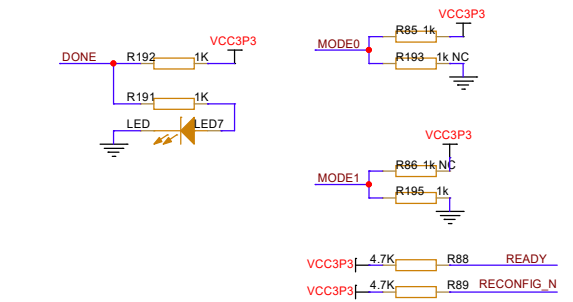 VCC3P3
DONE
R192 1K
R191 1K
LED LED7
VCC3P3
R85 1k
MODE0
R193 1k NC
VCC3P3
R86 1k NC
MODE1
R195 1k
VCC3P3 4.7K R88 READY
VCC3P3 4.7K R89 RECONFIG_N